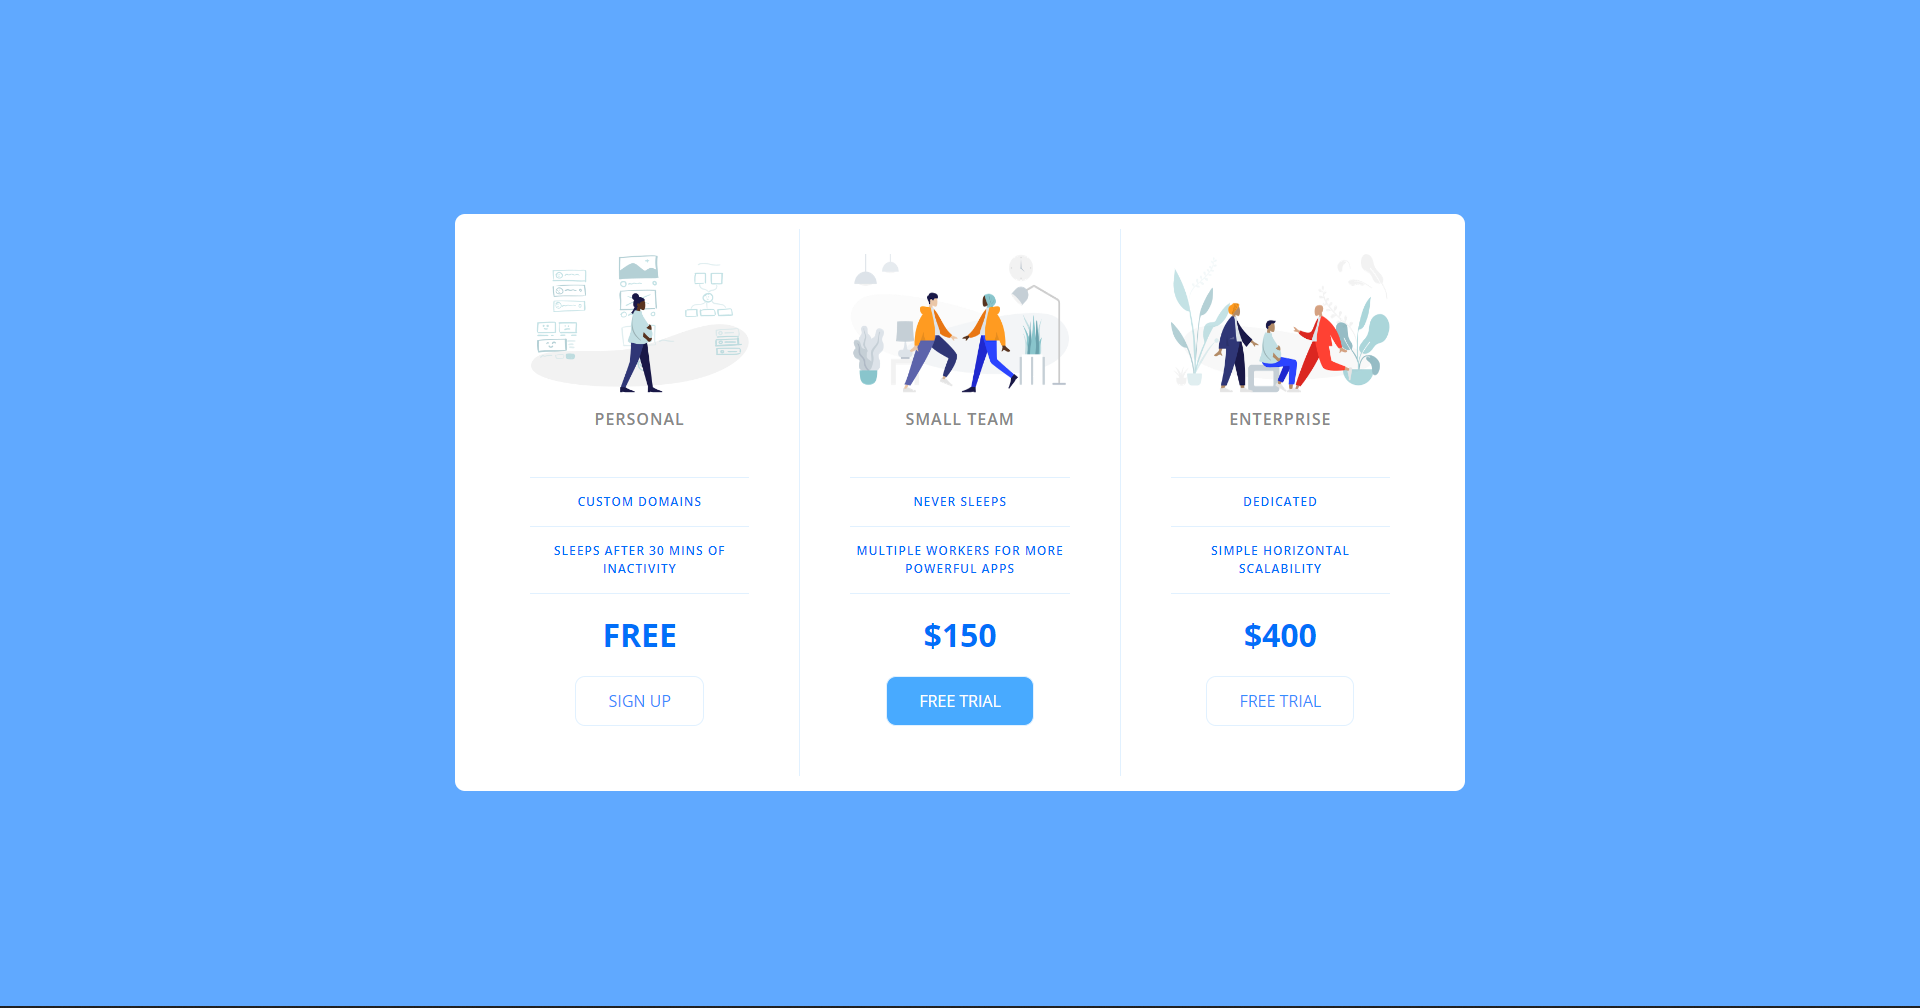 PERSONAL
CUSTOM DOMAINS
SLEEPS AFTER 30 MINS OF
INACTIVITY
FREE
SIGN UP
SMALL TEAM
NEVER SLEEPS
MULTIPLE WORKERS FOR MORE
POWERFUL APPS
$150
FREE TRIAL
ENTERPRISE
DEDICATED
SIMPLE HORIZONTAL
SCALABILITY
$400
FREE TRIAL